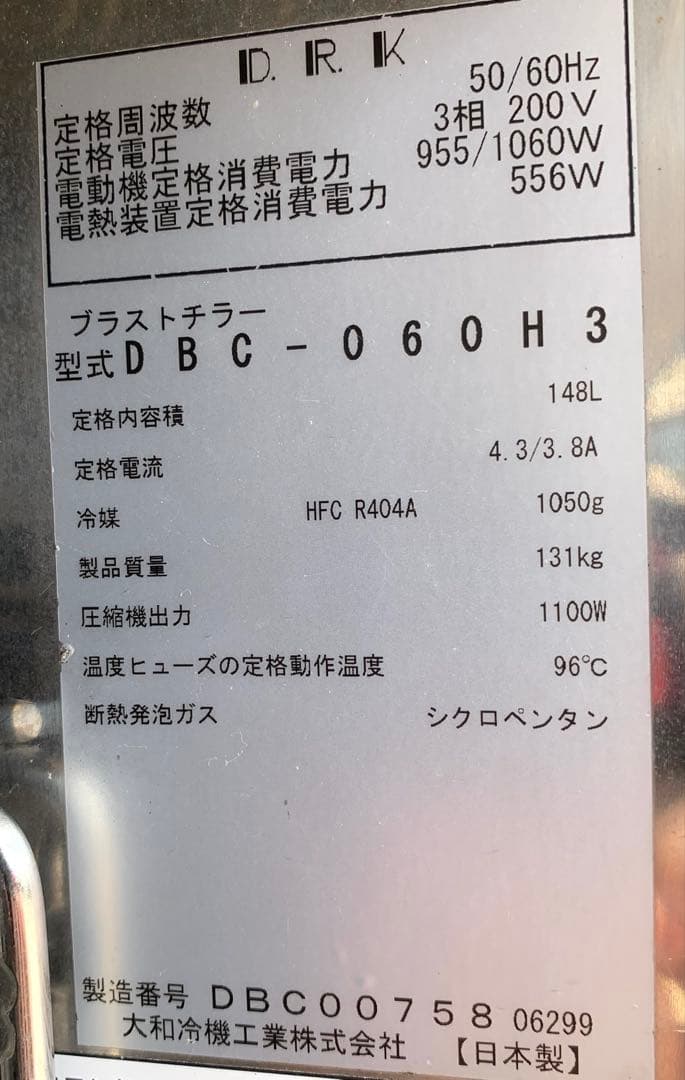 D.R.K
定格周波数 50/60Hz
定格電圧 3相 200V
電動機定格消費電力 955/1060W
電熱装置定格消費電力 556W
ブラストチラー
型式 DBC-060H3
定格内容積 148L
定格電流 4.3/3.8A
冷媒 HFC R404A 1050g
製品質量 131kg
圧縮機出力 1100W
温度ヒューズの定格動作温度 96℃
断熱発泡ガス シクロペンタン
製造番号 DBC00758 06299
大和冷機工業株式会社 【日本製】